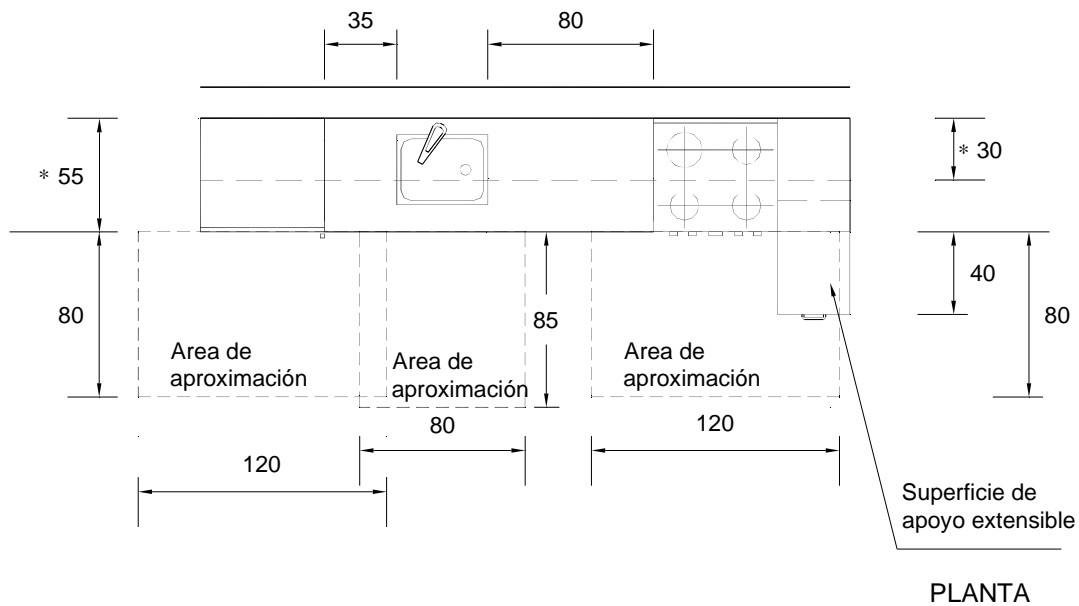 35
80
* 55
* 30
80
40
80
85
Area de
aproximación
Area de
aproximación
Area de
aproximación
80
120
120
Superficie de
apoyo extensible
PLANTA